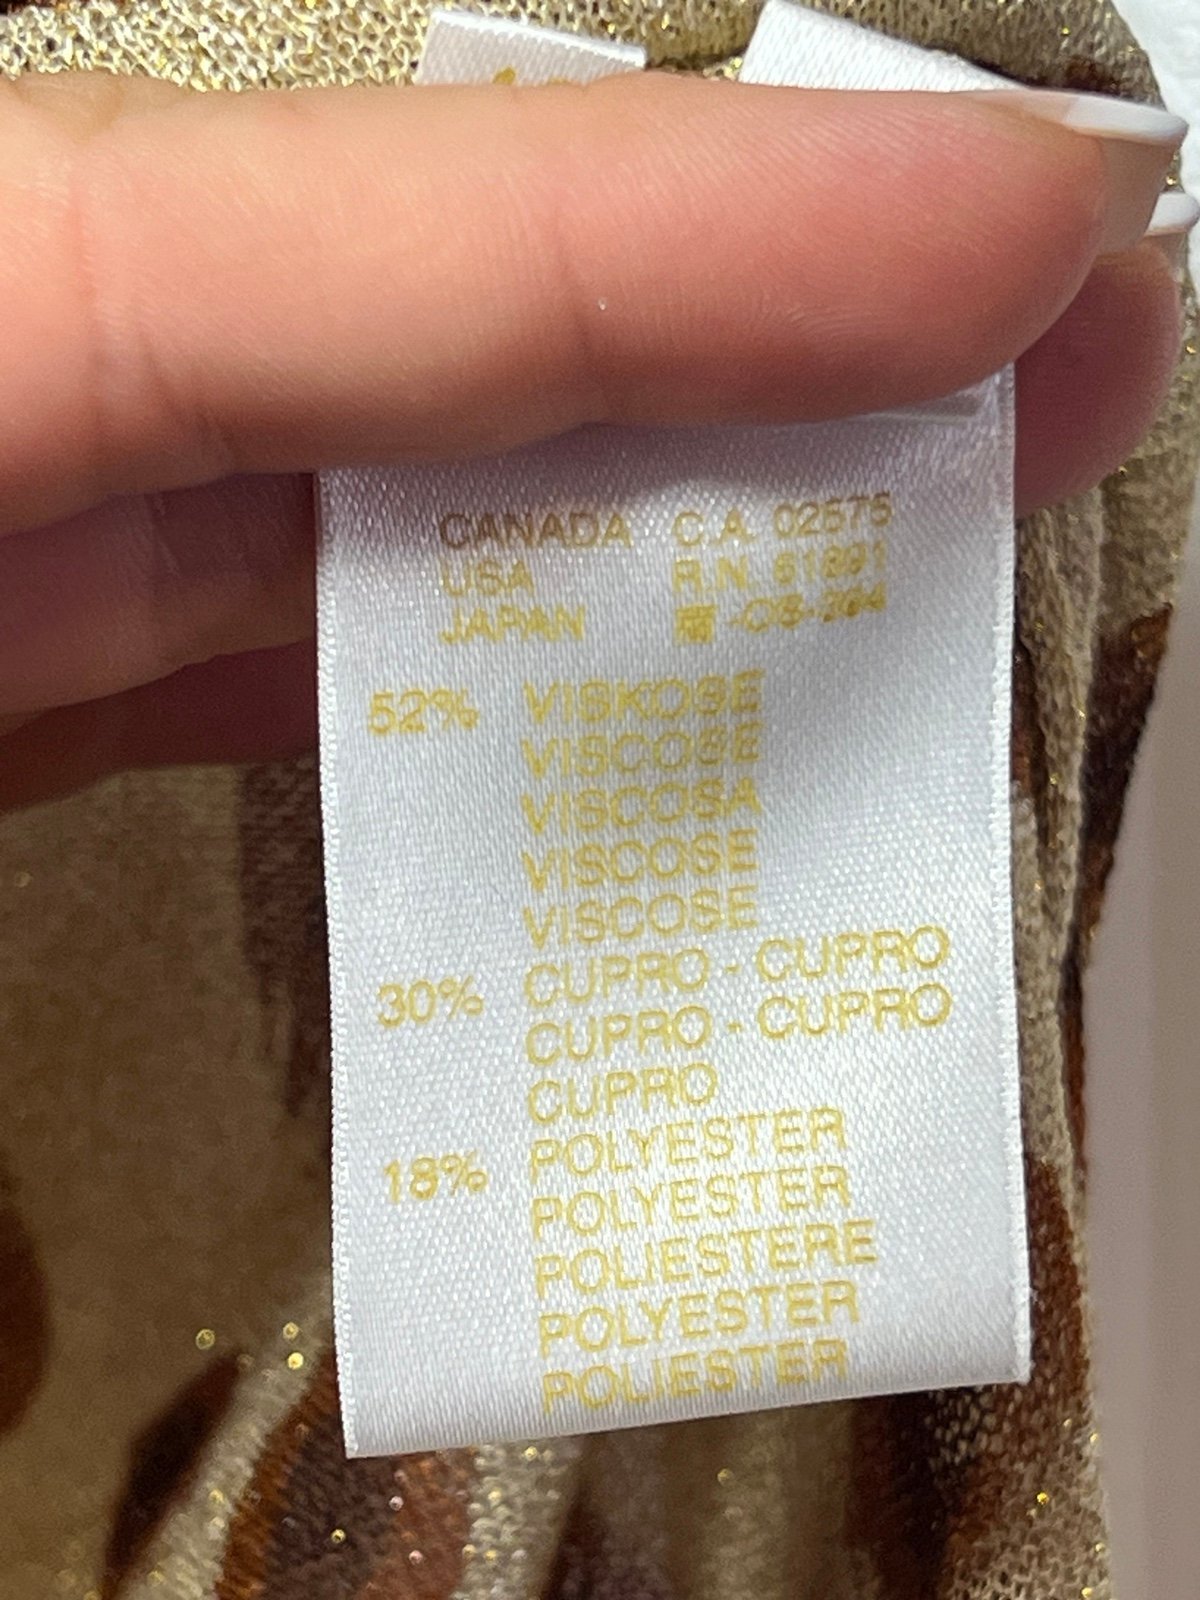 CANADA C.A. 02575
USA R.N. 61891
JAPAN
52% VISKOSE
VISCOSE
VISCOSA
VISCOSE
VISCOSE
30% CUPRO - CUPRO
CUPRO - CUPRO
CUPRO
18% POLYESTER
POLYESTER
POLIESTERE
POLYESTER
POLIESTER